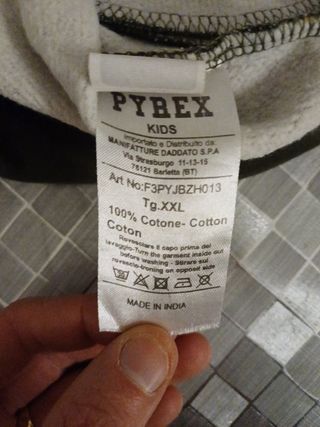 PYREX
KIDS
Importato e Distribuito da:
MANIFATTURE DADDATO S.P.A
Via Strasburgo 11-13-15
76121 Barletta (BT)
Art No:F3PYJBZH013
Tg.XXL
100% Cotone- Cotton
Coton
Rovesciare il capo prima del
lavaggio-Turn the garment inside out
before washing - Stirare sul
rovescio-Ironing on opposite side
MADE IN INDIA